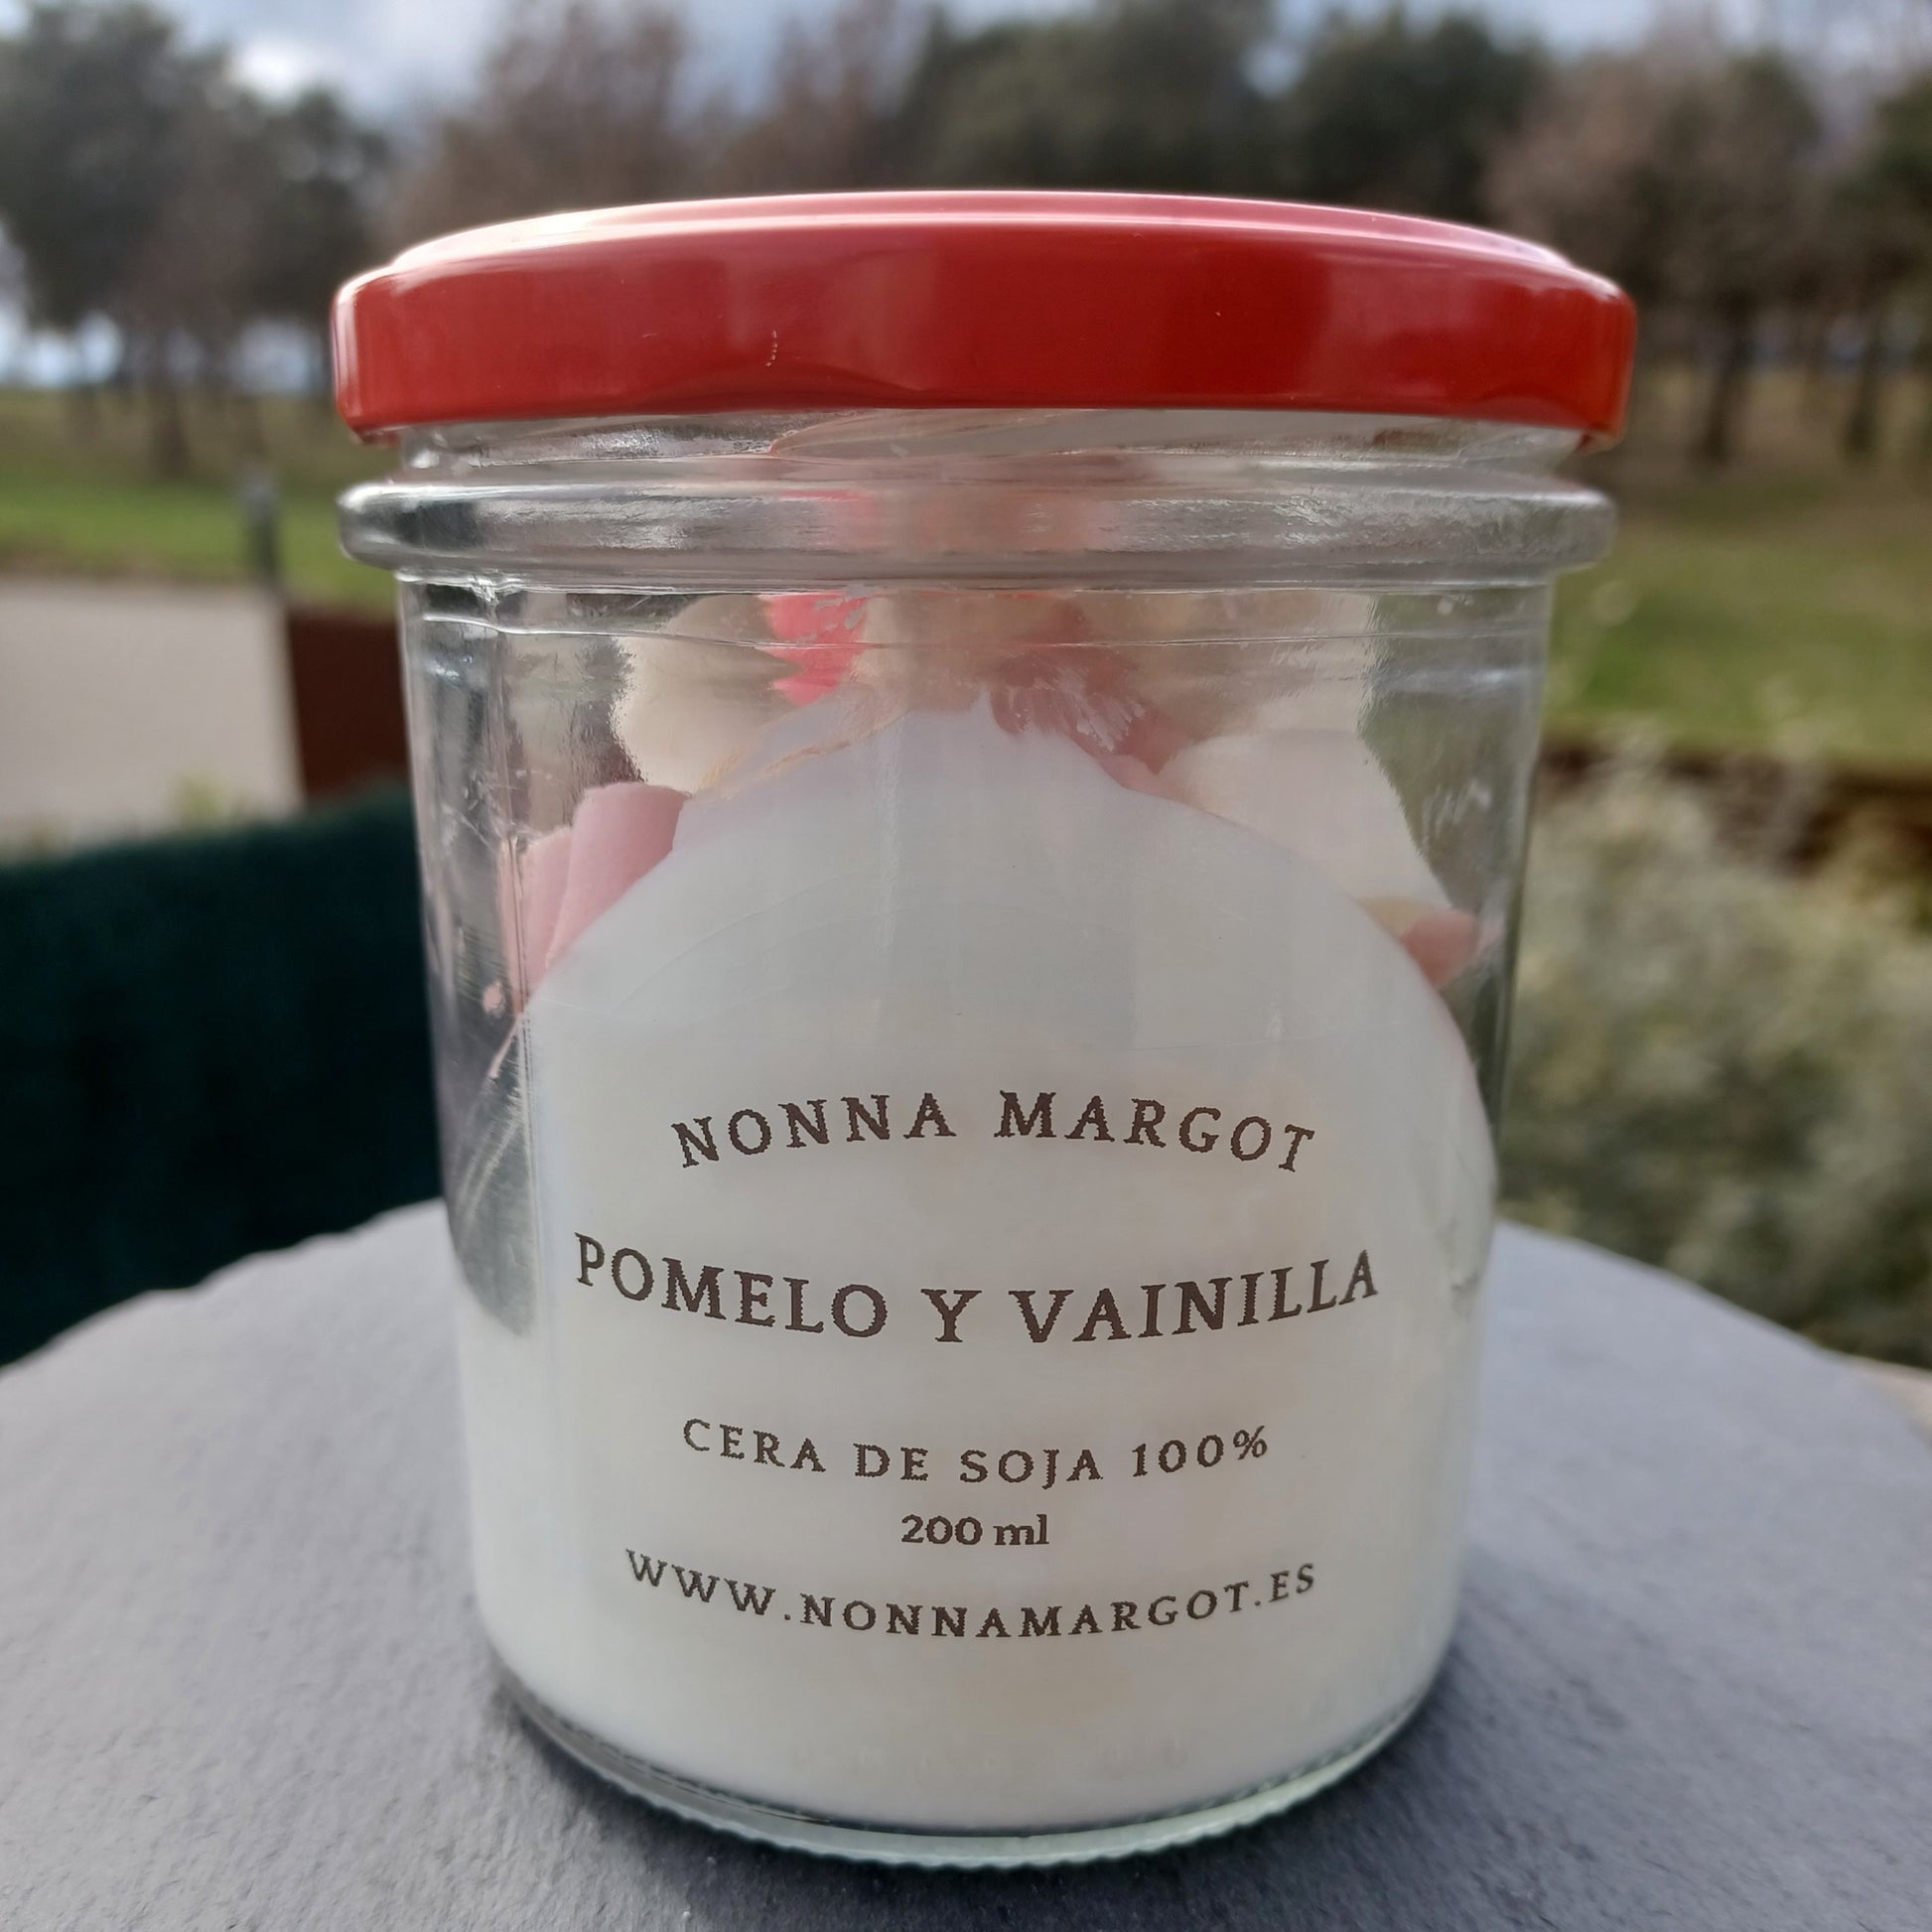 NONNA MARGOT
POMELO Y VAINILLA
CERA DE SOJA 100%
200 ml
WWW.NONNAMARGOT.ES